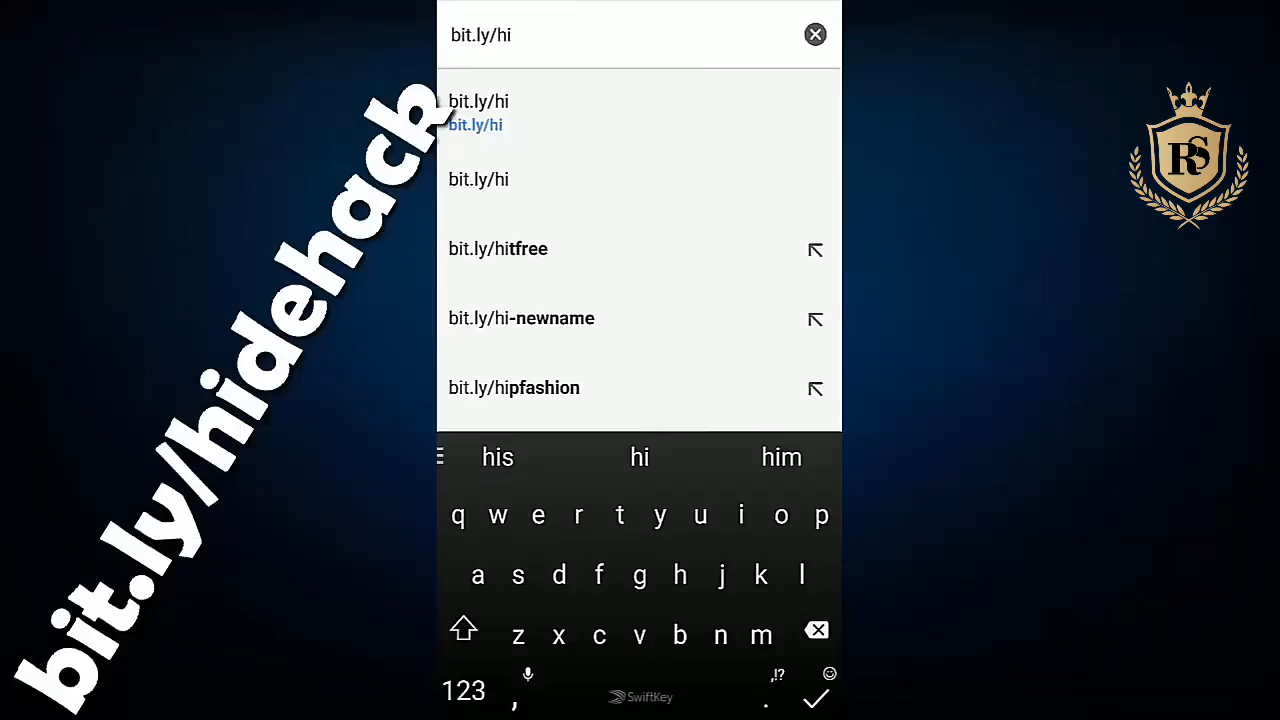 bit.ly/hi
bit.ly/hi
bit.ly/hi
bit.ly/hi
bit.ly/hitfree
bit.ly/hi-newname
bit.ly/hipfashion
his hi him
q w e r t y u i o p
a s d f g h j k l
z x c v b n m
123 , SwiftKey . ,!?
bit.ly/hidehack
RS